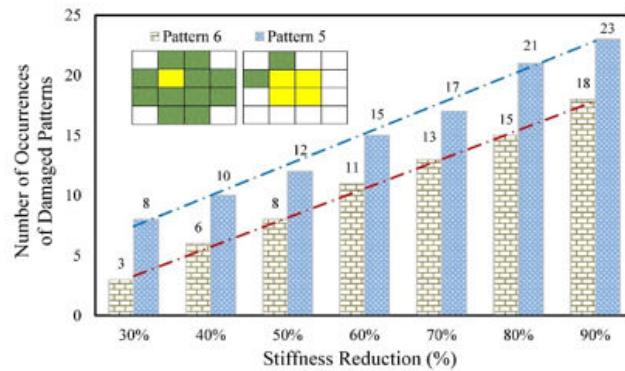 Number of Occurrences
of Damaged Patterns
25
20
15
10
5
0
Pattern 6 Pattern 5
3 8 6 10 8 12 11 15 13 17 15 21 18 23
30% 40% 50% 60% 70% 80% 90%
Stiffness Reduction (%)